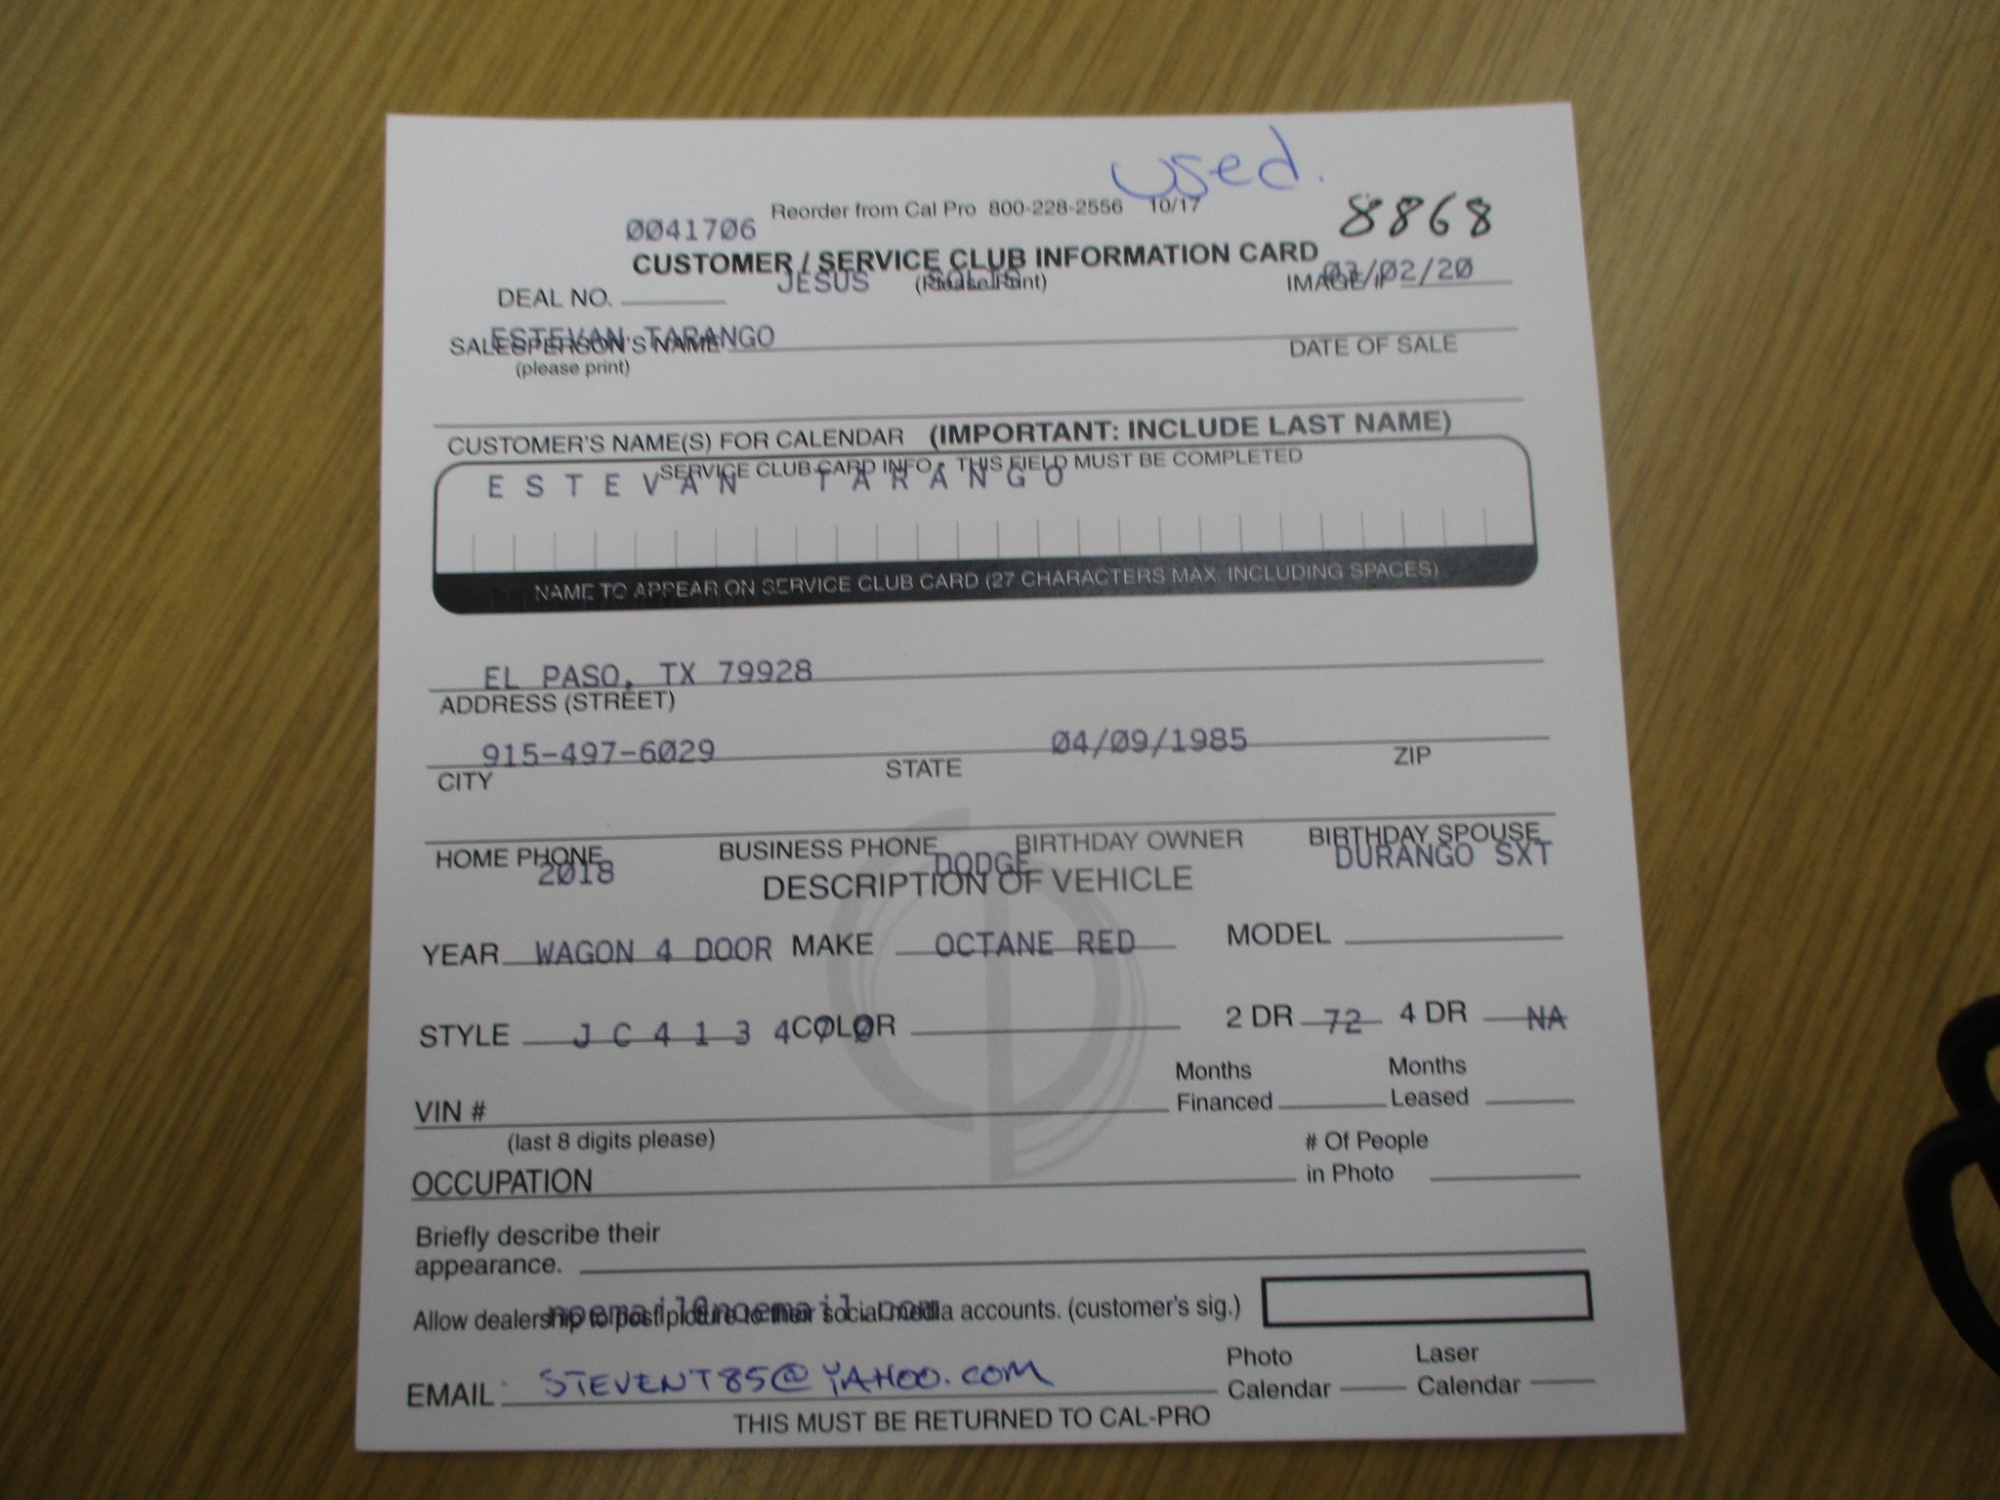 used.
Reorder from Cal Pro 800-228-2556 10/17
0041706
8868
CUSTOMER / SERVICE CLUB INFORMATION CARD
JESUS SOLIS (Please Print)
DEAL NO. IMAGE # 03/02/20
ESTEVAN TARANGO
SALESPERSON'S NAME DATE OF SALE
(please print)
CUSTOMER'S NAME(S) FOR CALENDAR (IMPORTANT: INCLUDE LAST NAME)
SERVICE CLUB CARD INFO - THIS FIELD MUST BE COMPLETED
ESTEVAN TARANGO
NAME TO APPEAR ON SERVICE CLUB CARD (27 CHARACTERS MAX. INCLUDING SPACES)
EL PASO, TX 79928
ADDRESS (STREET)
915-497-6029 04/09/1985
CITY STATE ZIP
HOME PHONE BUSINESS PHONE BIRTHDAY OWNER BIRTHDAY SPOUSE
2018 DODGE DURANGO SXT
DESCRIPTION OF VEHICLE
YEAR WAGON 4 DOOR MAKE OCTANE RED MODEL
STYLE JC413400 COLOR 2 DR 72 4 DR NA
Months Financed Months Leased
VIN #
(last 8 digits please)
# Of People in Photo
OCCUPATION
Briefly describe their
appearance.
noemail@noemail.com
Allow dealership to post picture to their social media accounts. (customer's sig.)
EMAIL STEVENT85@YAHOO.COM Photo Calendar Laser Calendar
THIS MUST BE RETURNED TO CAL-PRO